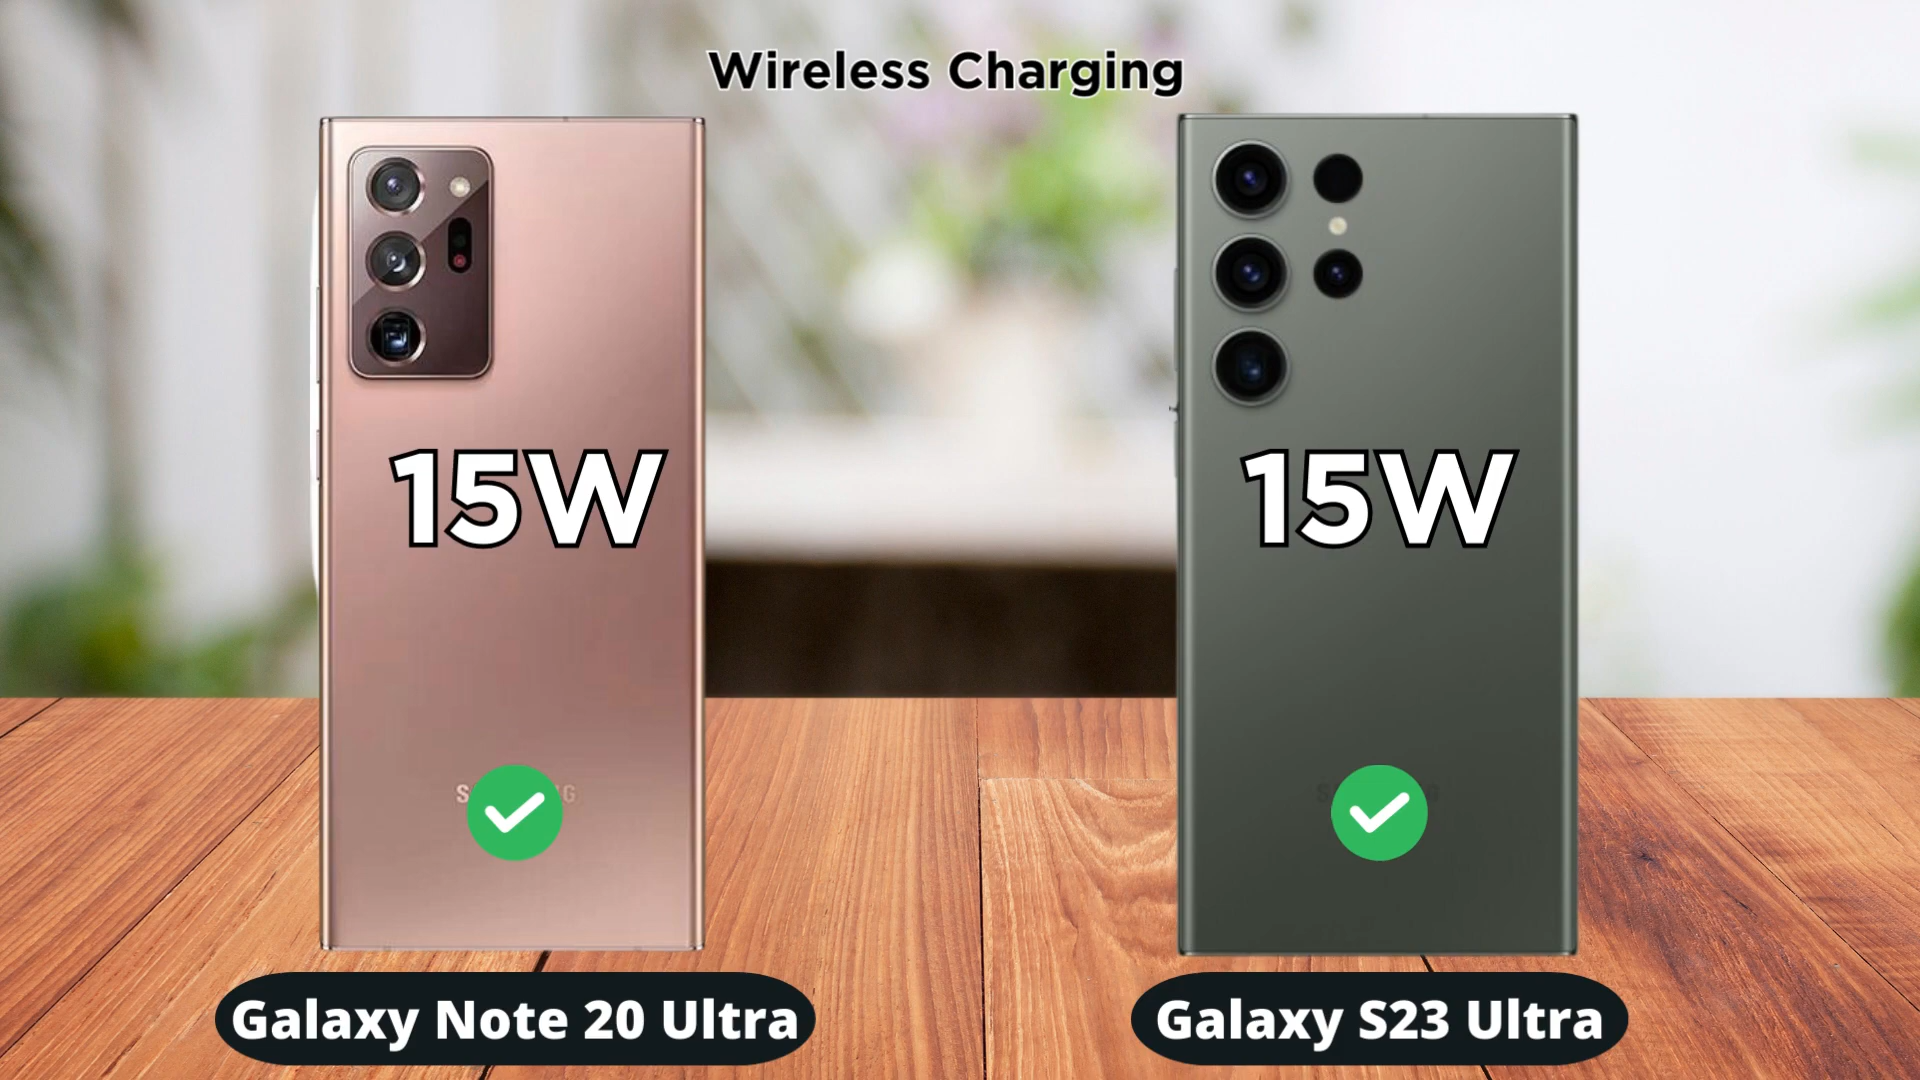 Wireless Charging
15W
15W
Galaxy Note 20 Ultra
Galaxy S23 Ultra